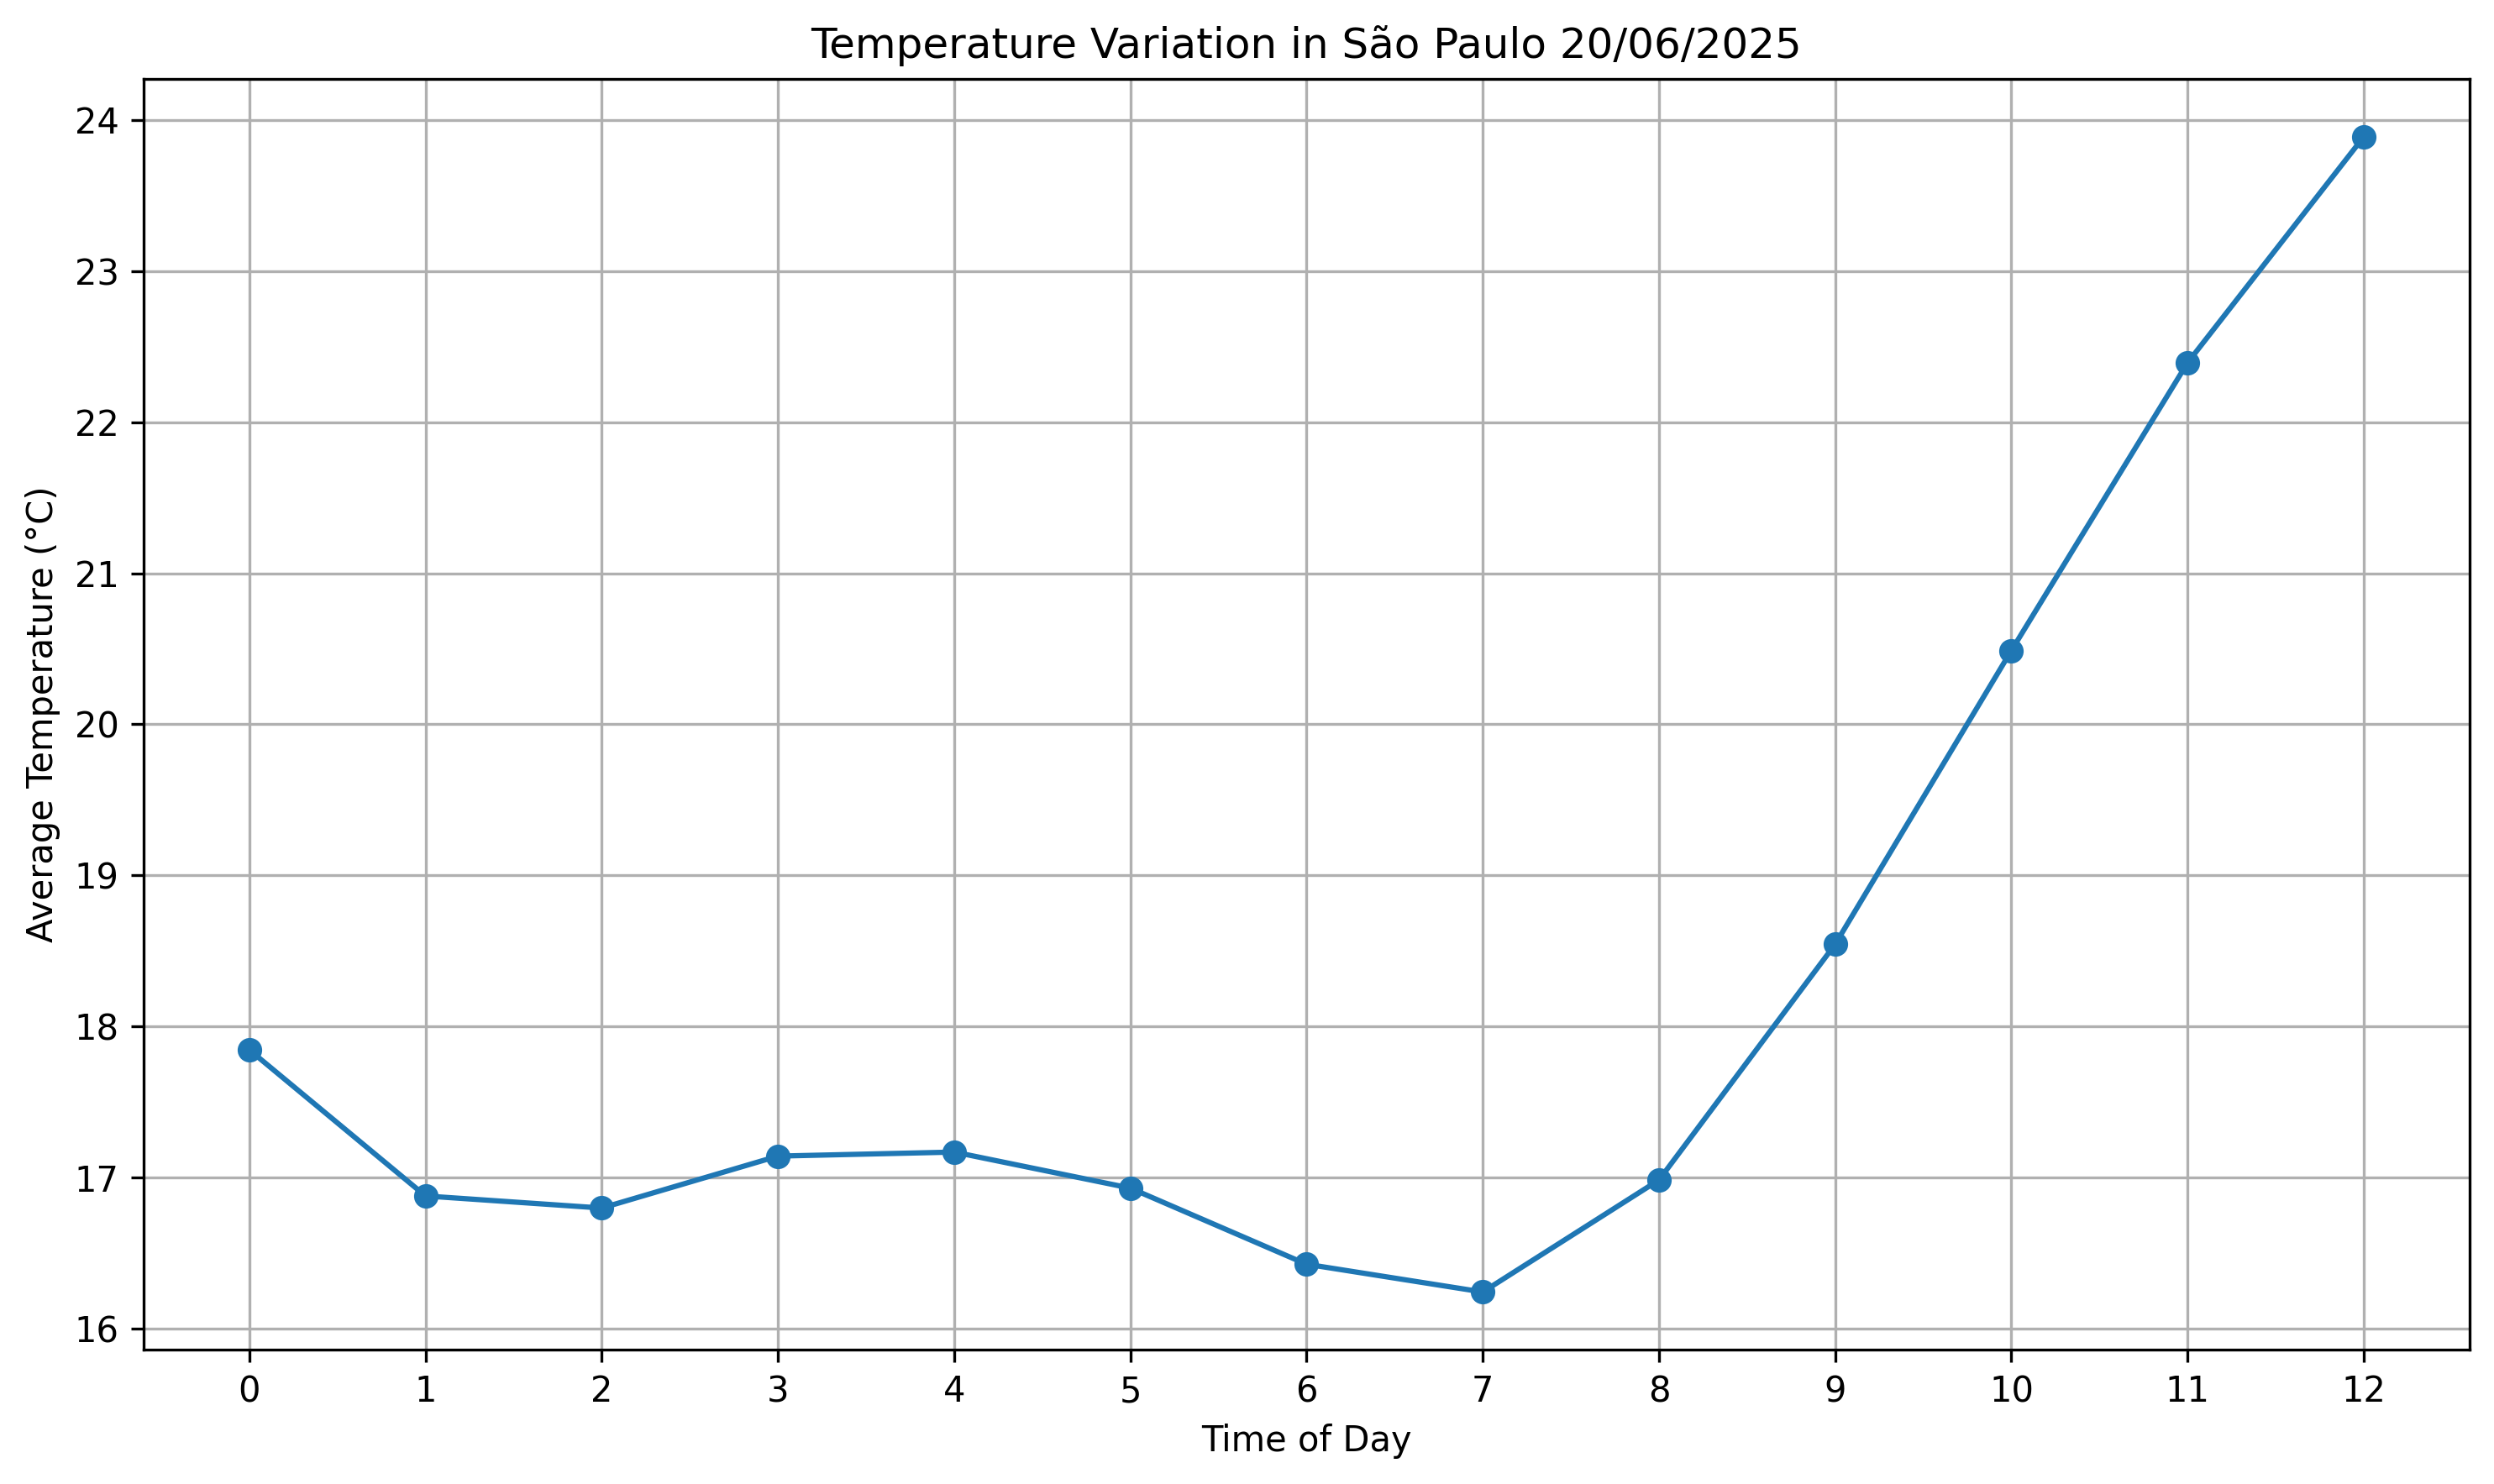 Temperature Variation in São Paulo 20/06/2025
24
23
22
21
20
19
18
17
16
Average Temperature (°C)
0 1 2 3 4 5 6 7 8 9 10 11 12
Time of Day